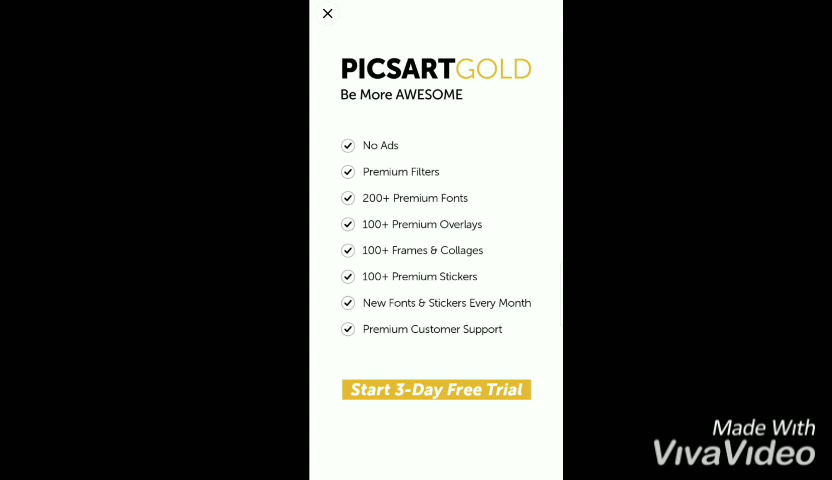 PICSARTGOLD
Be More AWESOME
No Ads
Premium Filters
200+ Premium Fonts
100+ Premium Overlays
100+ Frames & Collages
100+ Premium Stickers
New Fonts & Stickers Every Month
Premium Customer Support
Start 3-Day Free Trial
Made With
VivaVideo